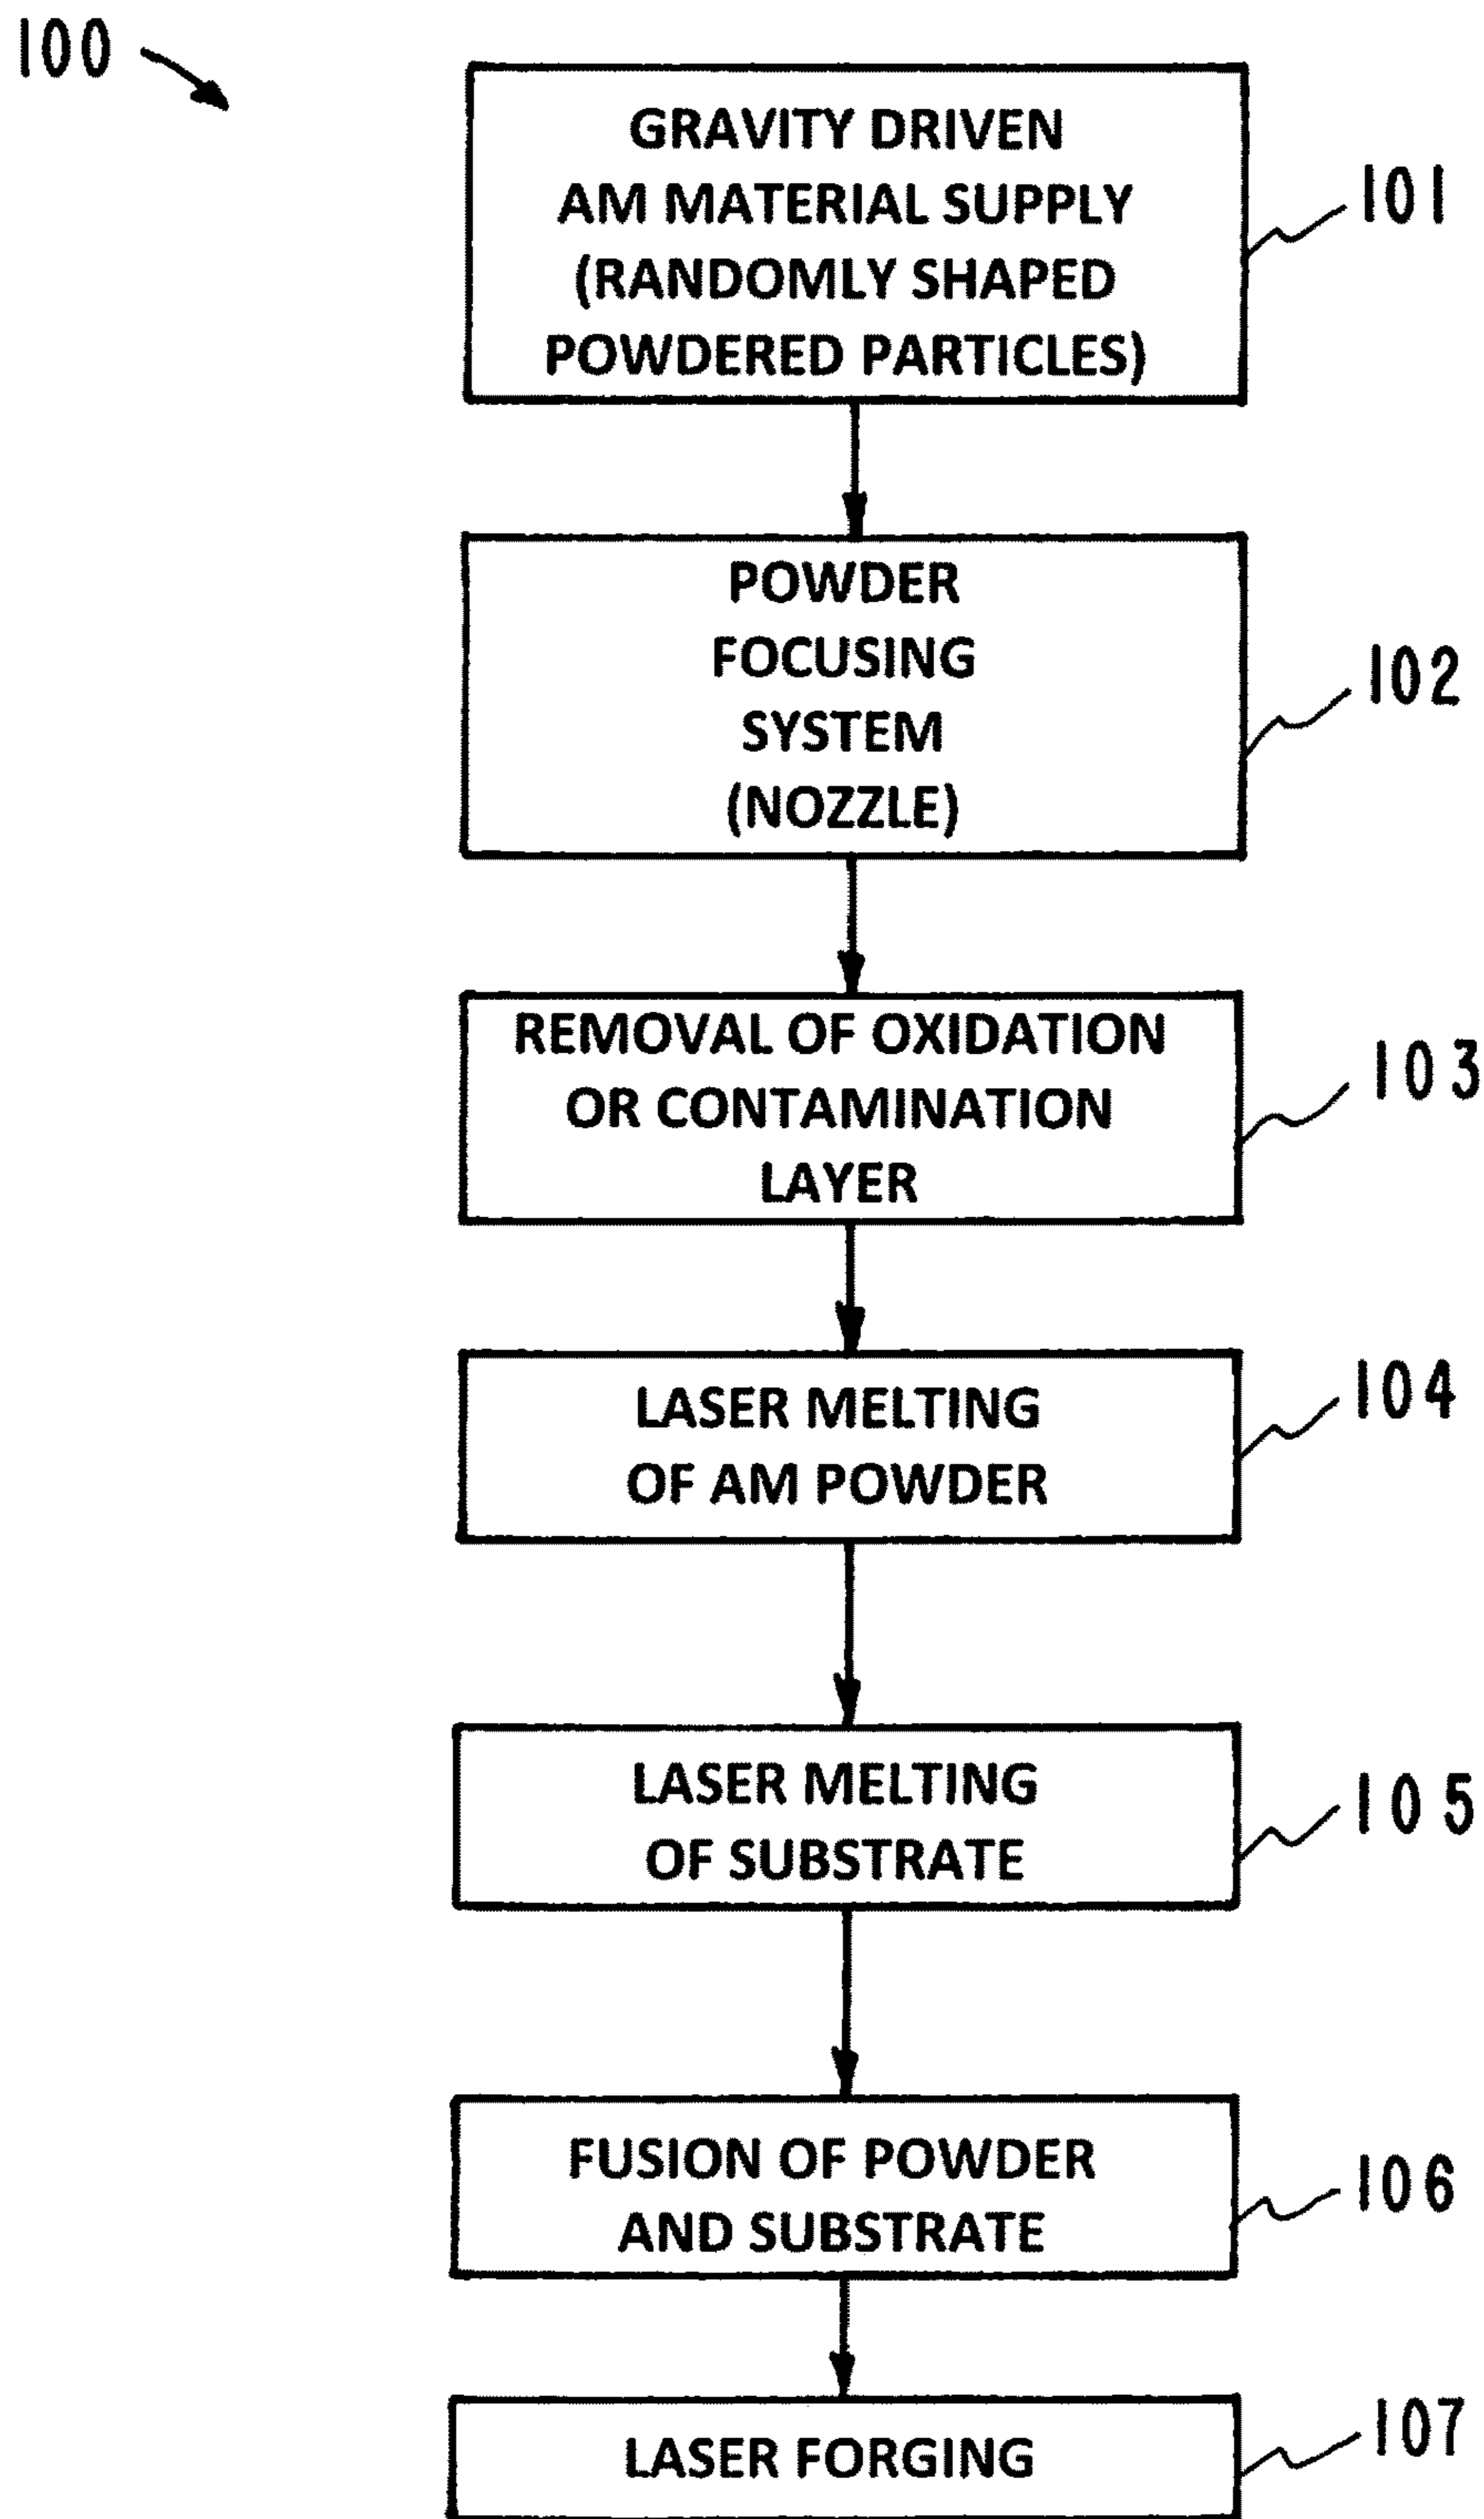 100
GRAVITY DRIVEN
AM MATERIAL SUPPLY
(RANDOMLY SHAPED
POWDERED PARTICLES)
101
POWDER
FOCUSING
SYSTEM
(NOZZLE)
102
REMOVAL OF OXIDATION
OR CONTAMINATION
LAYER
103
LASER MELTING
OF AM POWDER
104
LASER MELTING
OF SUBSTRATE
105
FUSION OF POWDER
AND SUBSTRATE
106
LASER FORGING
107